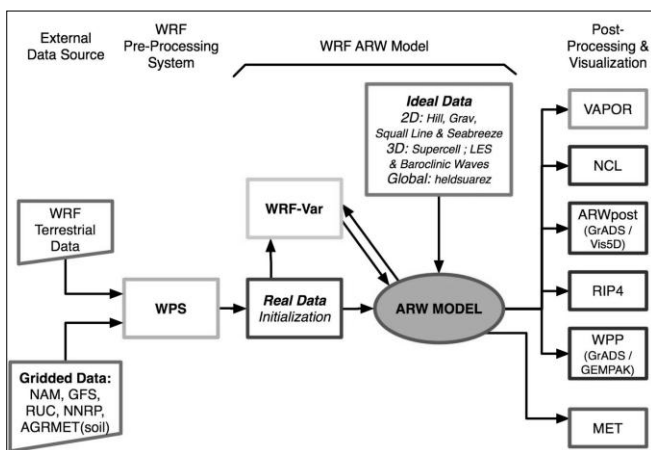 External
Data Source
WRF
Pre-Processing
System
WRF ARW Model
Post-
Processing &
Visualization
Ideal Data
2D: Hill, Grav,
Squall Line & Seabreeze
3D: Supercell ; LES
& Baroclinic Waves
Global: heldsuarez
VAPOR
NCL
WRF-Var
WRF
Terrestrial
Data
ARWpost
(GrADS /
Vis5D)
WPS
Real Data
Initialization
ARW MODEL
RIP4
WPP
(GrADS /
GEMPAK)
Gridded Data:
NAM, GFS,
RUC, NNRP,
AGRMET(soil)
MET